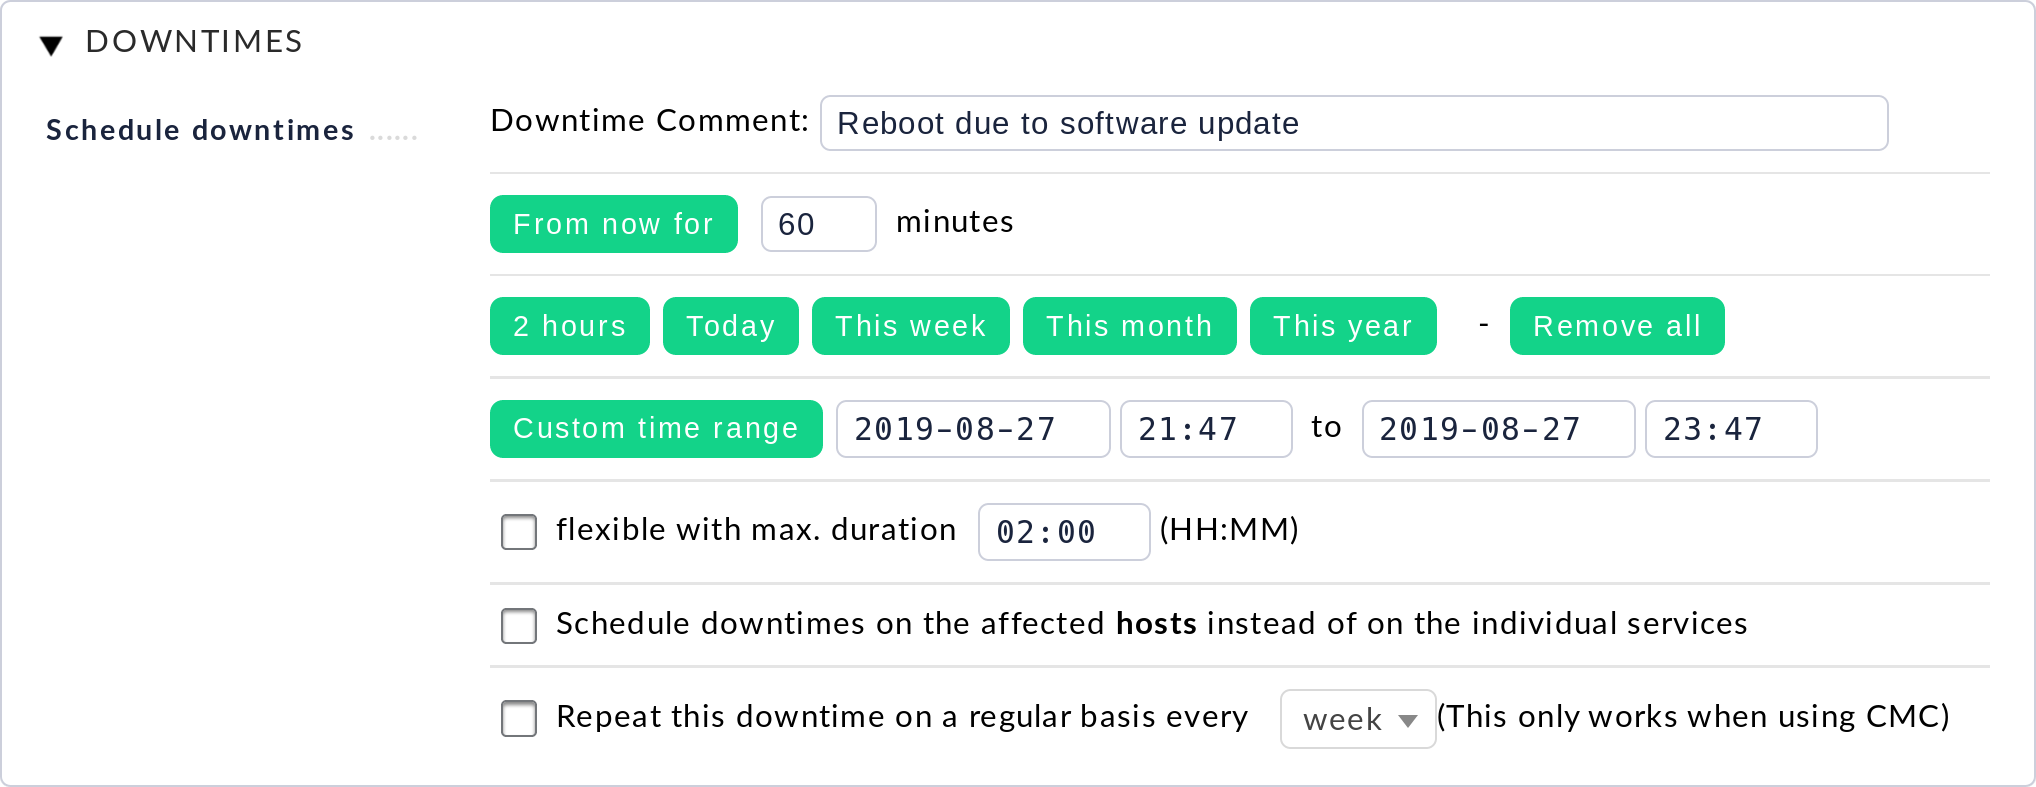 DOWNTIMES
Schedule downtimes ...... Downtime Comment: Reboot due to software update
From now for 60 minutes
2 hours Today This week This month This year - Remove all
Custom time range 2019-08-27 21:47 to 2019-08-27 23:47
flexible with max. duration 02:00 (HH:MM)
Schedule downtimes on the affected hosts instead of on the individual services
Repeat this downtime on a regular basis every week (This only works when using CMC)